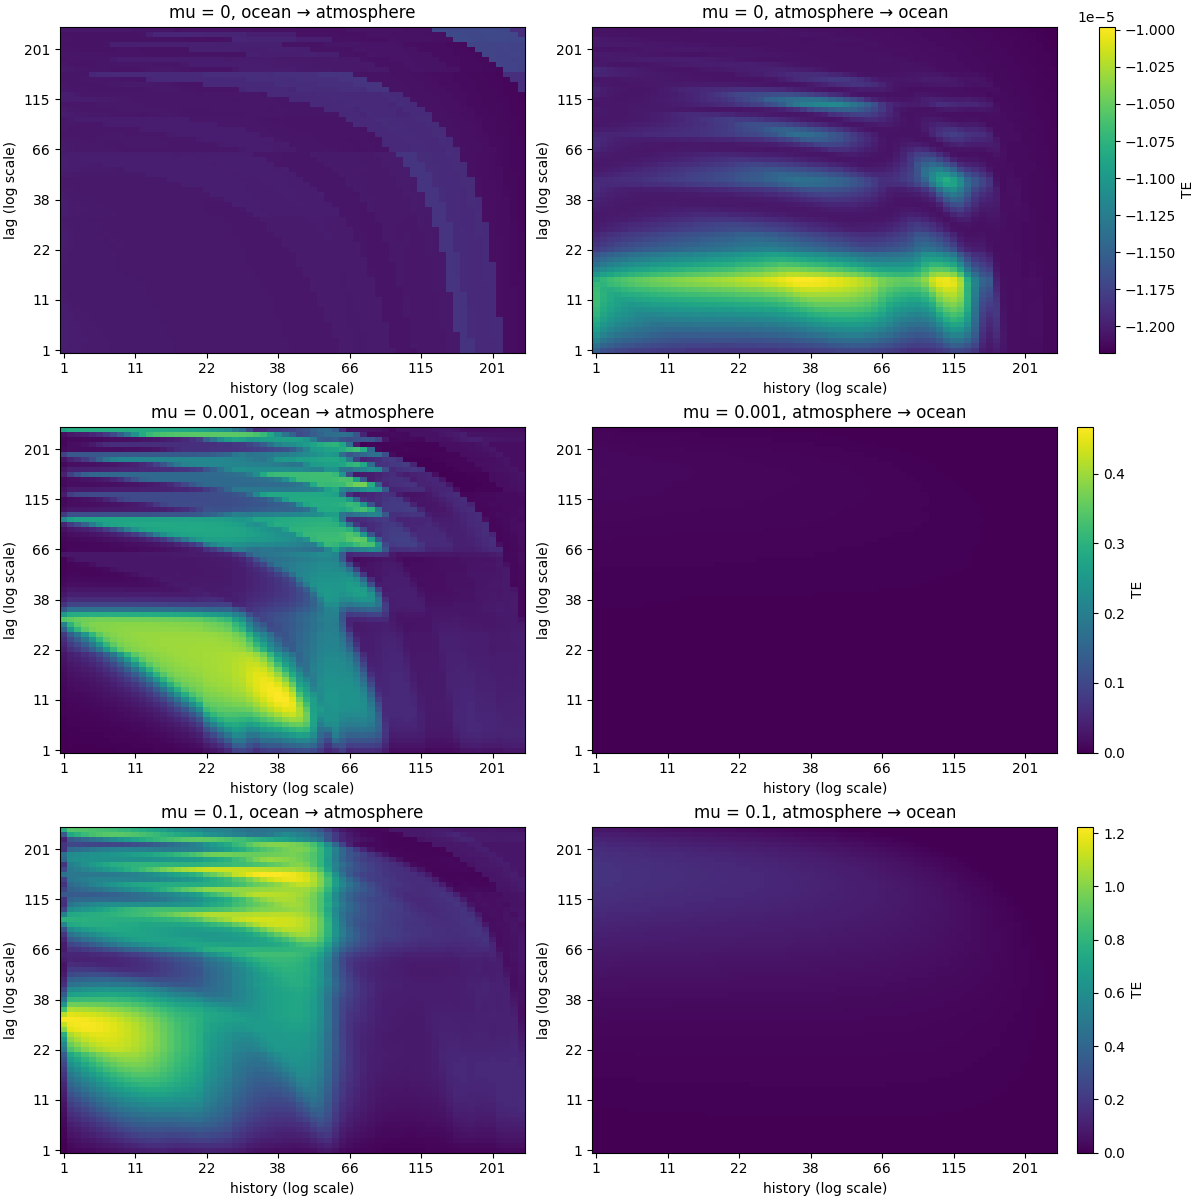 mu = 0, ocean → atmosphere
lag (log scale)
201
115
66
38
22
11
1
1 11 22 38 66 115 201
history (log scale)
mu = 0, atmosphere → ocean
lag (log scale)
201
115
66
38
22
11
1
1 11 22 38 66 115 201
history (log scale)
1e−5
−1.000
−1.025
−1.050
−1.075
−1.100
−1.125
−1.150
−1.175
−1.200
TE
mu = 0.001, ocean → atmosphere
lag (log scale)
201
115
66
38
22
11
1
1 11 22 38 66 115 201
history (log scale)
mu = 0.001, atmosphere → ocean
lag (log scale)
201
115
66
38
22
11
1
1 11 22 38 66 115 201
history (log scale)
0.4
0.3
0.2
0.1
0.0
TE
mu = 0.1, ocean → atmosphere
lag (log scale)
201
115
66
38
22
11
1
1 11 22 38 66 115 201
history (log scale)
mu = 0.1, atmosphere → ocean
lag (log scale)
201
115
66
38
22
11
1
1 11 22 38 66 115 201
history (log scale)
1.2
1.0
0.8
0.6
0.4
0.2
0.0
TE